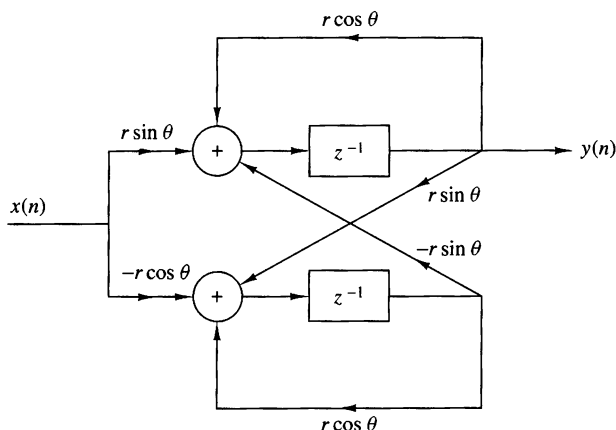 r cos θ
r sin θ
+
z⁻¹
y(n)
r sin θ
x(n)
−r sin θ
−r cos θ
+
z⁻¹
r cos θ